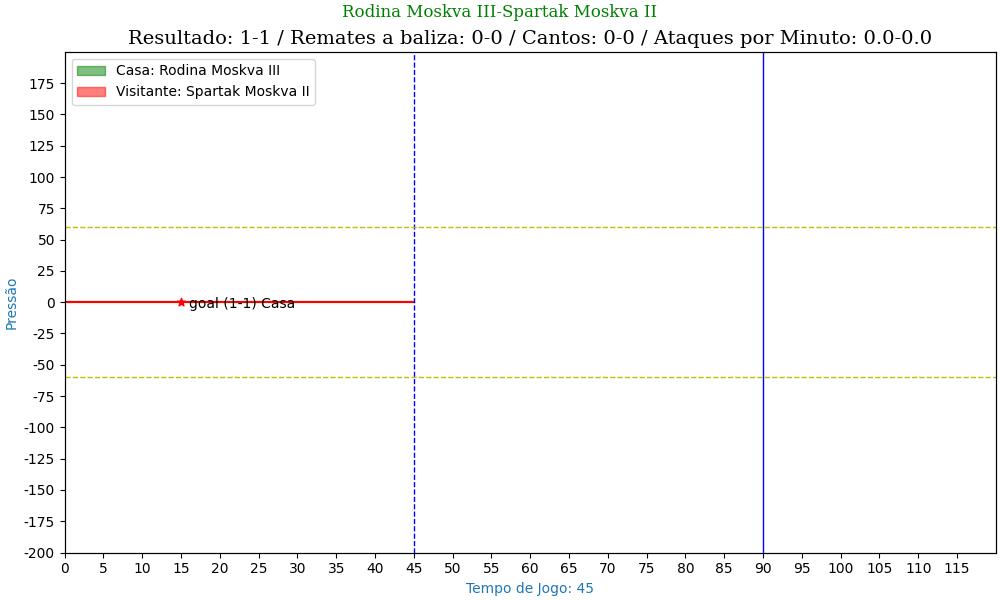 Rodina Moskva III-Spartak Moskva II
Resultado: 1-1 / Remates a baliza: 0-0 / Cantos: 0-0 / Ataques por Minuto: 0.0-0.0
Casa: Rodina Moskva III
Visitante: Spartak Moskva II
175
150
125
100
75
50
25
0
-25
-50
-75
-100
-125
-150
-175
-200
Pressão
goal (1-1) Casa
0 5 10 15 20 25 30 35 40 45 50 55 60 65 70 75 80 85 90 95 100 105 110 115
Tempo de Jogo: 45